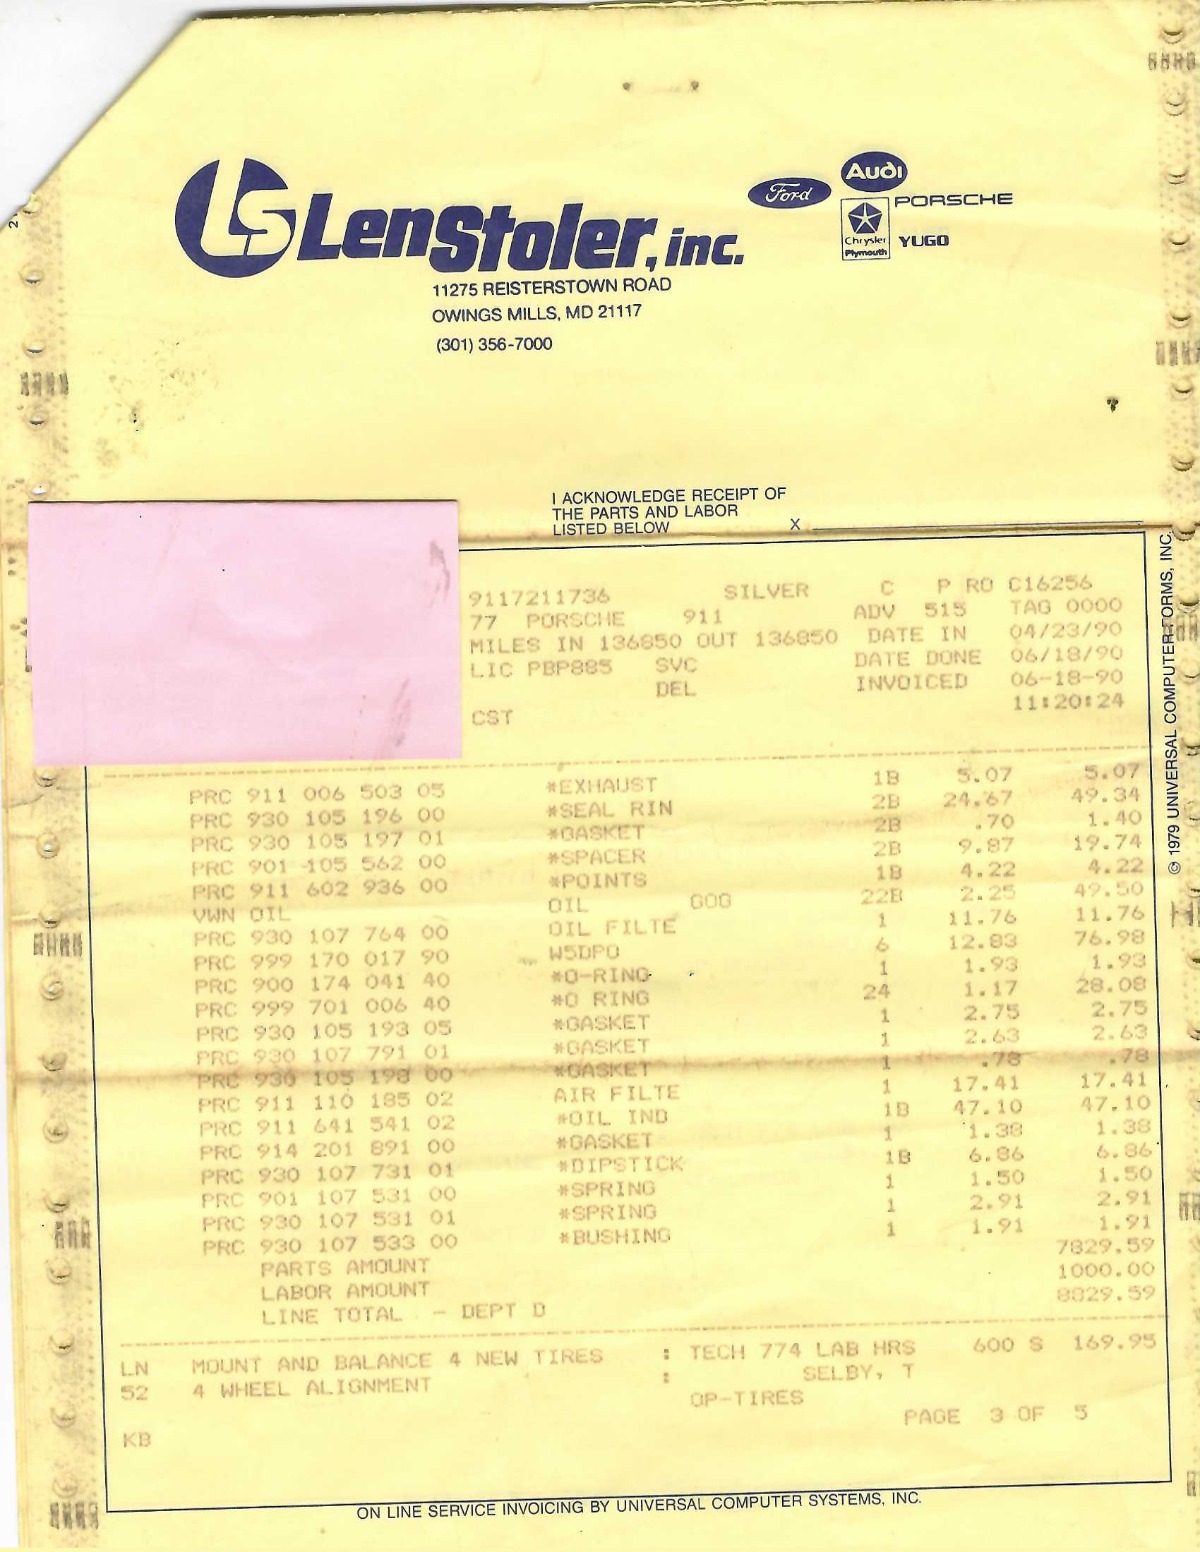 LS LenStoler, inc.
Ford
Audi
PORSCHE
Chrysler
Plymouth
YUGO
11275 REISTERSTOWN ROAD
OWINGS MILLS, MD 21117
(301) 356-7000
I ACKNOWLEDGE RECEIPT OF
THE PARTS AND LABOR
LISTED BELOW X
9117211736 SILVER C P RO C16256
77 PORSCHE 911 ADV 515 TAG 0000
MILES IN 136850 OUT 136850 DATE IN 04/23/90
LIC PBP885 SVC DATE DONE 06/18/90
DEL INVOICED 06-18-90
CST 11:20:24
PRC 911 006 503 05 *EXHAUST 1B 5.07 5.07
PRC 930 105 196 00 *SEAL RIN 2B 24.67 49.34
PRC 930 105 197 01 *GASKET 2B .70 1.40
PRC 901 105 562 00 *SPACER 2B 9.87 19.74
PRC 911 602 936 00 *POINTS 1B 4.22 4.22
VWN OIL OIL GOG 22B 2.25 49.50
PRC 930 107 764 00 OIL FILTE 1 11.76 11.76
PRC 999 170 017 90 W5DPO 6 12.83 76.98
PRC 900 174 041 40 *O-RING 1 1.93 1.93
PRC 999 701 006 40 *O RING 24 1.17 28.08
PRC 930 105 193 05 *GASKET 1 2.75 2.75
PRC 930 107 791 01 *GASKET 1 2.63 2.63
PRC 930 105 198 00 *GASKET 1 .78 .78
PRC 911 110 185 02 AIR FILTE 1 17.41 17.41
PRC 911 641 541 02 *OIL IND 1B 47.10 47.10
PRC 914 201 891 00 *GASKET 1 1.38 1.38
PRC 930 107 731 01 *DIPSTICK 1B 6.86 6.86
PRC 901 107 531 00 *SPRING 1 1.50 1.50
PRC 930 107 531 01 *SPRING 1 2.91 2.91
PRC 930 107 533 00 *BUSHING 1 1.91 1.91
PARTS AMOUNT 7829.59
LABOR AMOUNT 1000.00
LINE TOTAL - DEPT D 8829.59
LN MOUNT AND BALANCE 4 NEW TIRES : TECH 774 LAB HRS 600 S 169.95
52 4 WHEEL ALIGNMENT : SELBY, T
OP-TIRES
PAGE 3 OF 5
KB
ON LINE SERVICE INVOICING BY UNIVERSAL COMPUTER SYSTEMS, INC.
© 1979 UNIVERSAL COMPUTER FORMS, INC.